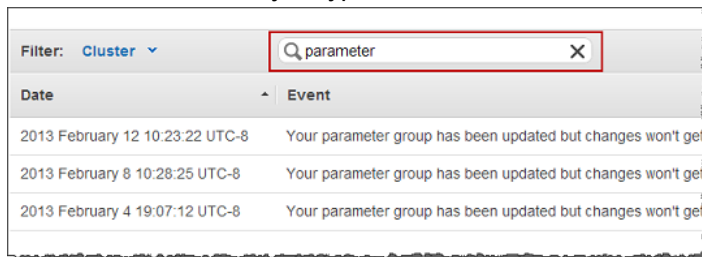 Filter: Cluster parameter
Date Event
2013 February 12 10:23:22 UTC-8 Your parameter group has been updated but changes won't get
2013 February 8 10:28:25 UTC-8 Your parameter group has been updated but changes won't get
2013 February 4 19:07:12 UTC-8 Your parameter group has been updated but changes won't get